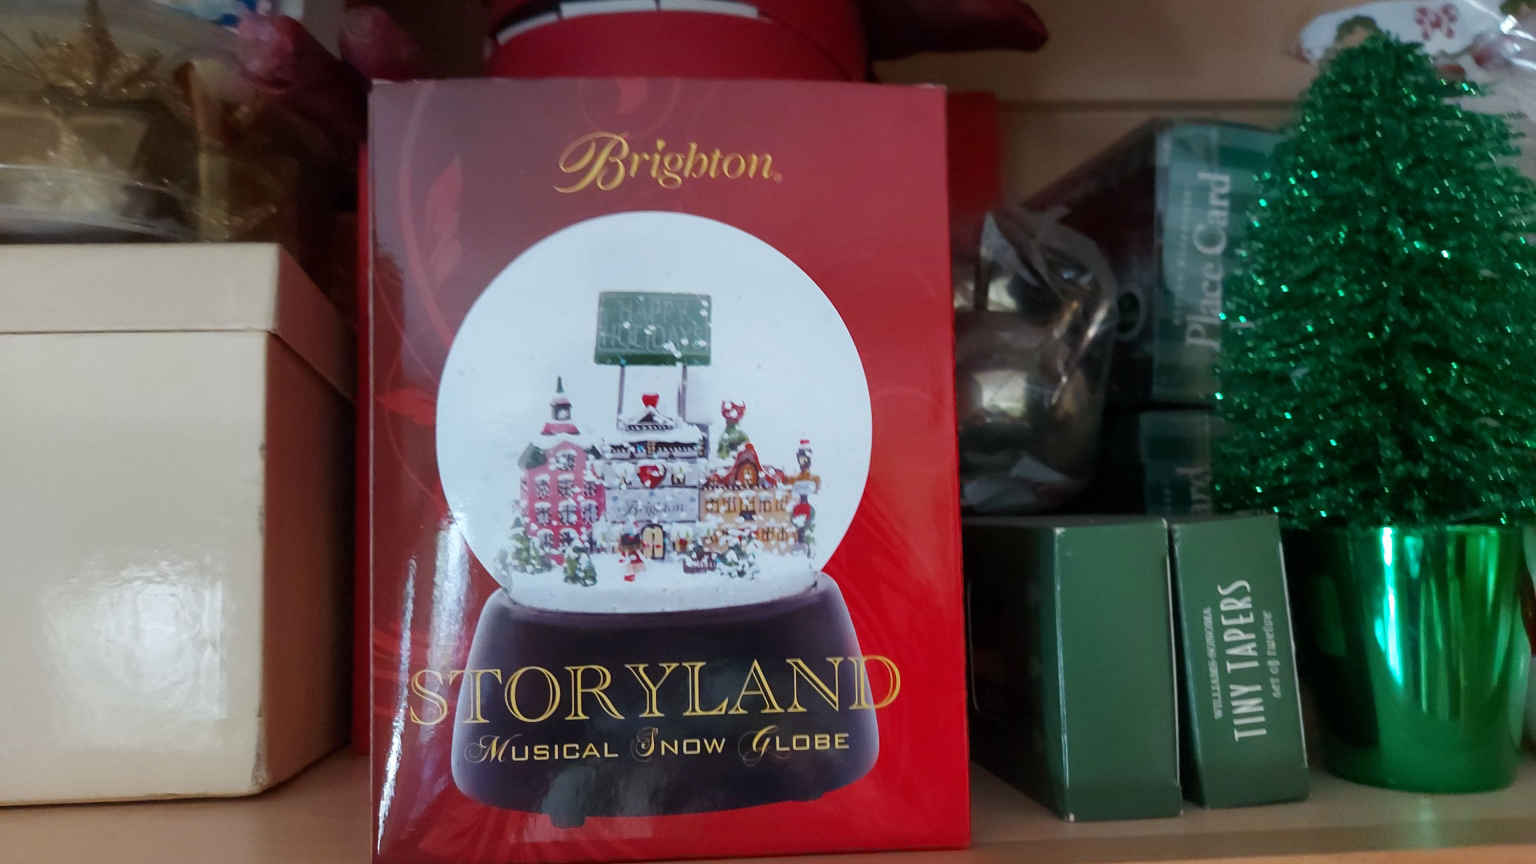 Brighton
HAPPY
HOLIDAYS
Brighton
STORYLAND
MUSICAL SNOW GLOBE
Place Card
WILLIAMS-SONOMA
TINY TAPERS
set of twelve